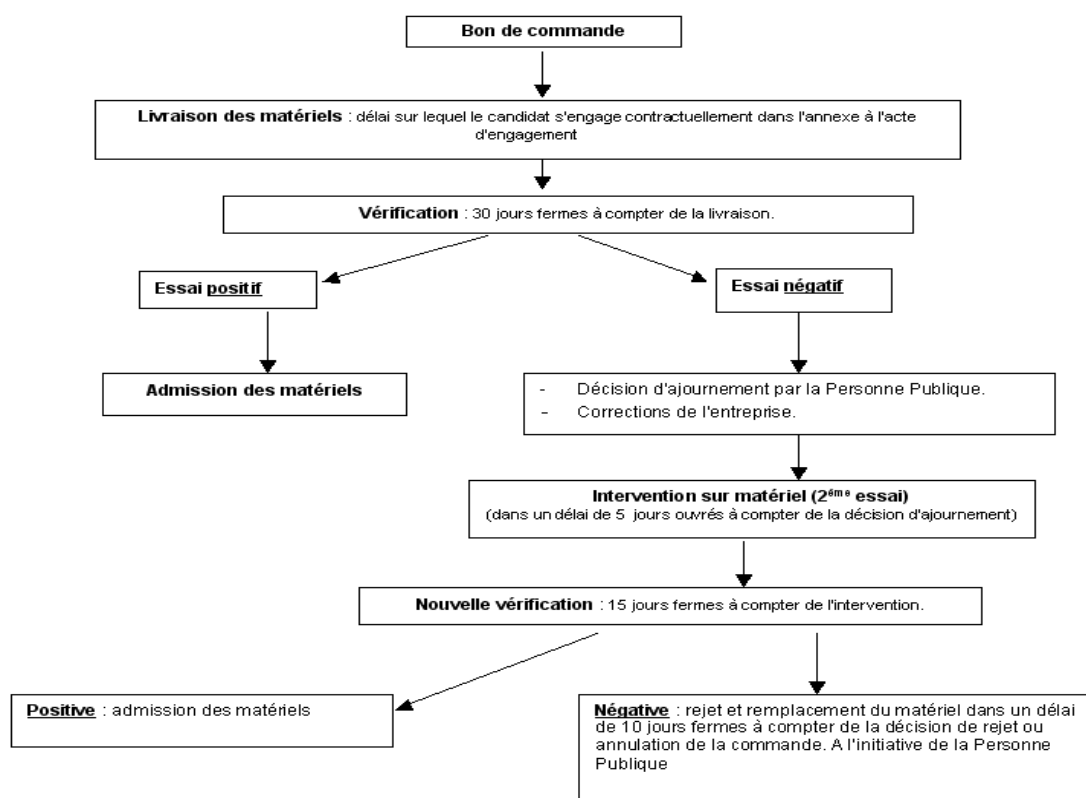 Bon de commande
Livraison des matériels : délai sur lequel le candidat s'engage contractuellement dans l'annexe à l'acte
d'engagement
Vérification : 30 jours fermes à compter de la livraison.
Essai positif
Essai négatif
Admission des matériels
- Décision d'ajournement par la Personne Publique.
- Corrections de l'entreprise.
Intervention sur matériel (2ème essai)
(dans un délai de 5 jours ouvrés à compter de la décision d'ajournement)
Nouvelle vérification : 15 jours fermes à compter de l'intervention.
Positive : admission des matériels
Négative : rejet et remplacement du matériel dans un délai
de 10 jours fermes à compter de la décision de rejet ou
annulation de la commande. A l'initiative de la Personne
Publique